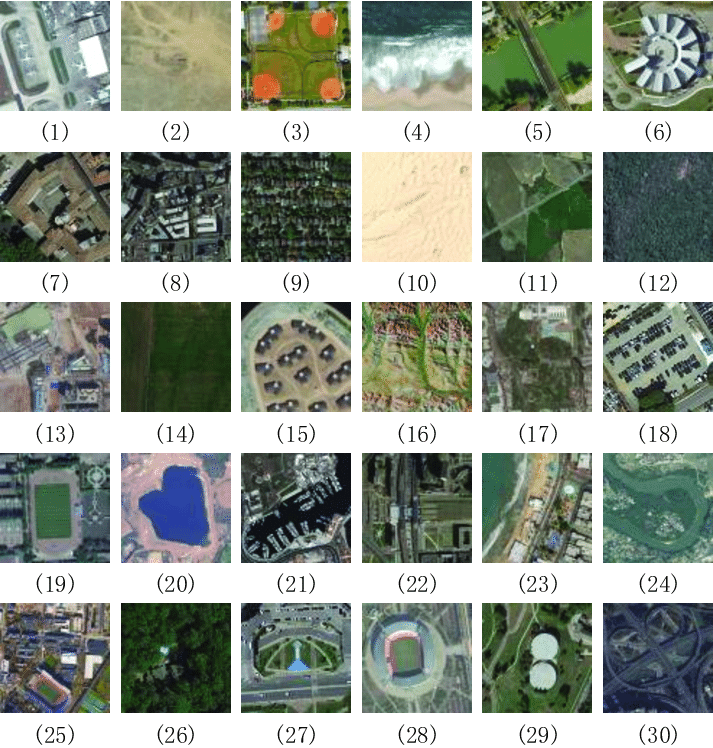 (1) (2) (3) (4) (5) (6)
(7) (8) (9) (10) (11) (12)
(13) (14) (15) (16) (17) (18)
(19) (20) (21) (22) (23) (24)
(25) (26) (27) (28) (29) (30)